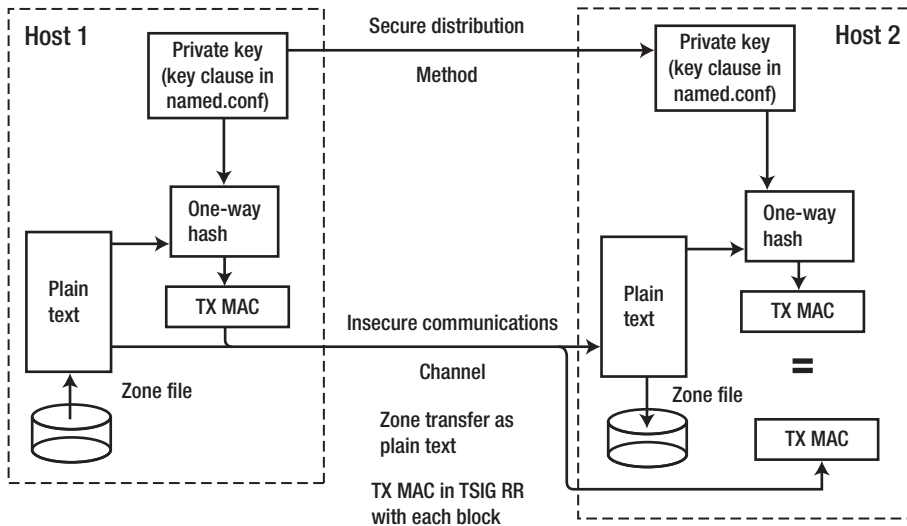 Host 1
Private key
(key clause in
named.conf)
Secure distribution
Method
Private key
(key clause in
named.conf)
Host 2
One-way
hash
One-way
hash
Plain
text
TX MAC
Insecure communications
Channel
Plain
text
TX MAC
=
Zone file
Zone file
Zone transfer as
plain text
TX MAC
TX MAC in TSIG RR
with each block